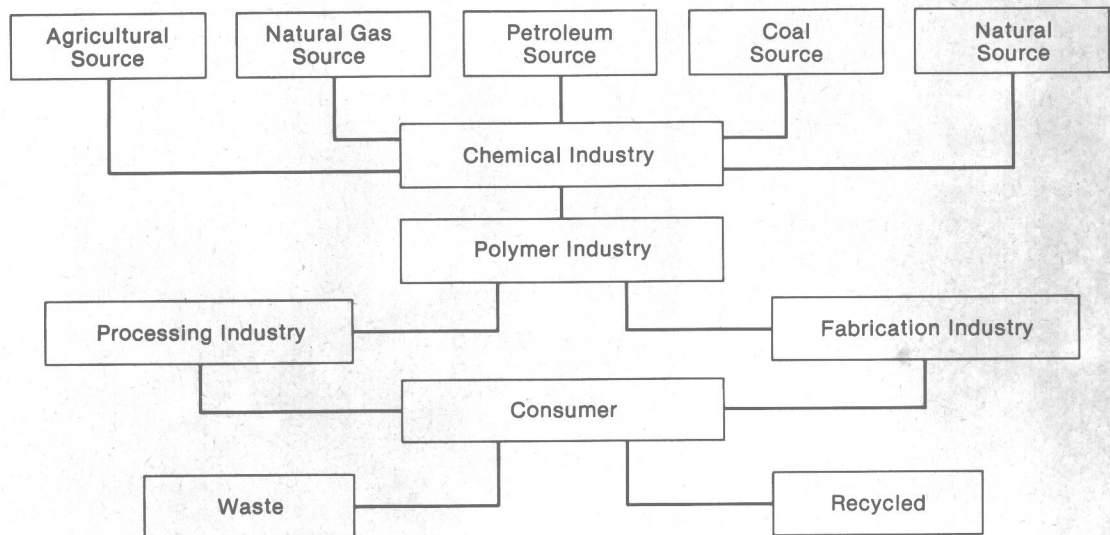 Agricultural
Source
Natural Gas
Source
Petroleum
Source
Coal
Source
Natural
Source
Chemical Industry
Polymer Industry
Processing Industry
Fabrication Industry
Consumer
Waste
Recycled